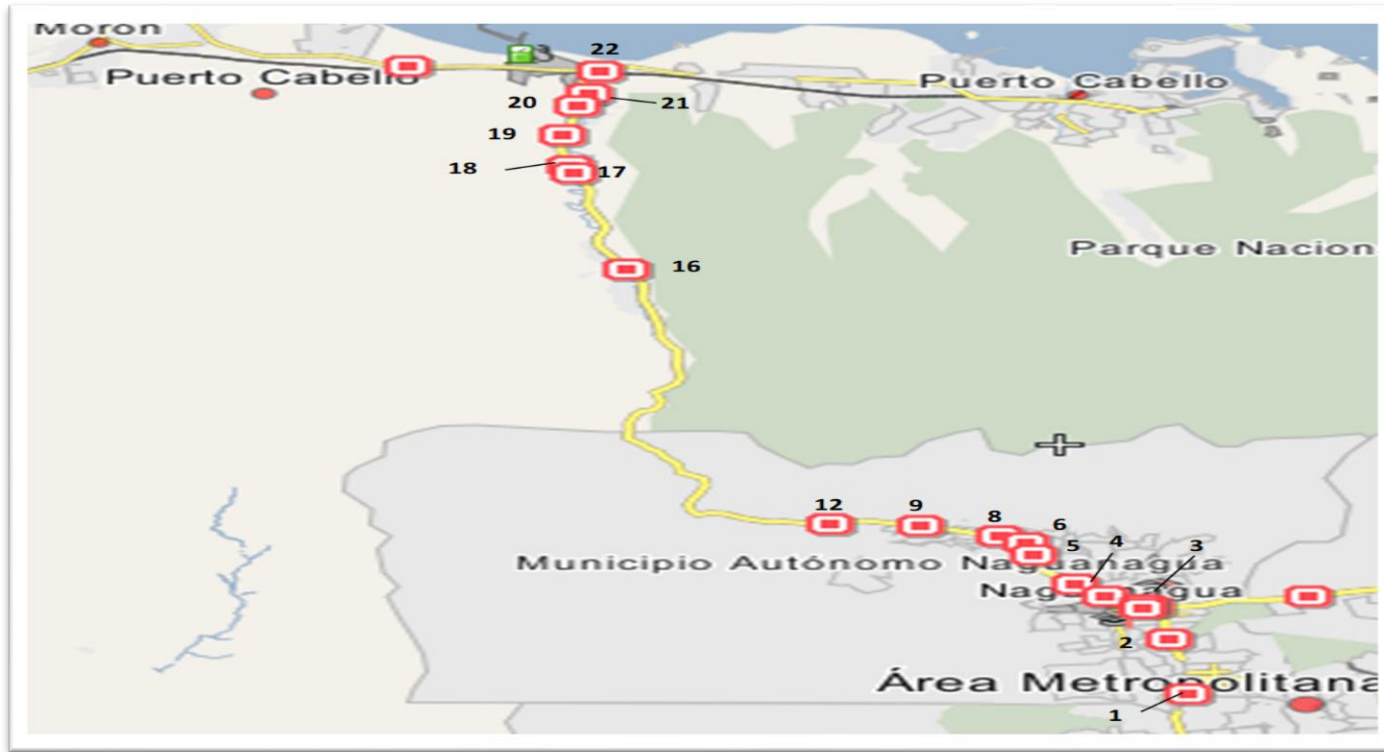 Moron
3
22
Puerto Cabello
Puerto Cabello
20
21
19
18
17
Parque Nacion
16
12
9
8
6
5
4
3
Municipio Autónomo Naguanagua
2
Área Metropolitana
1